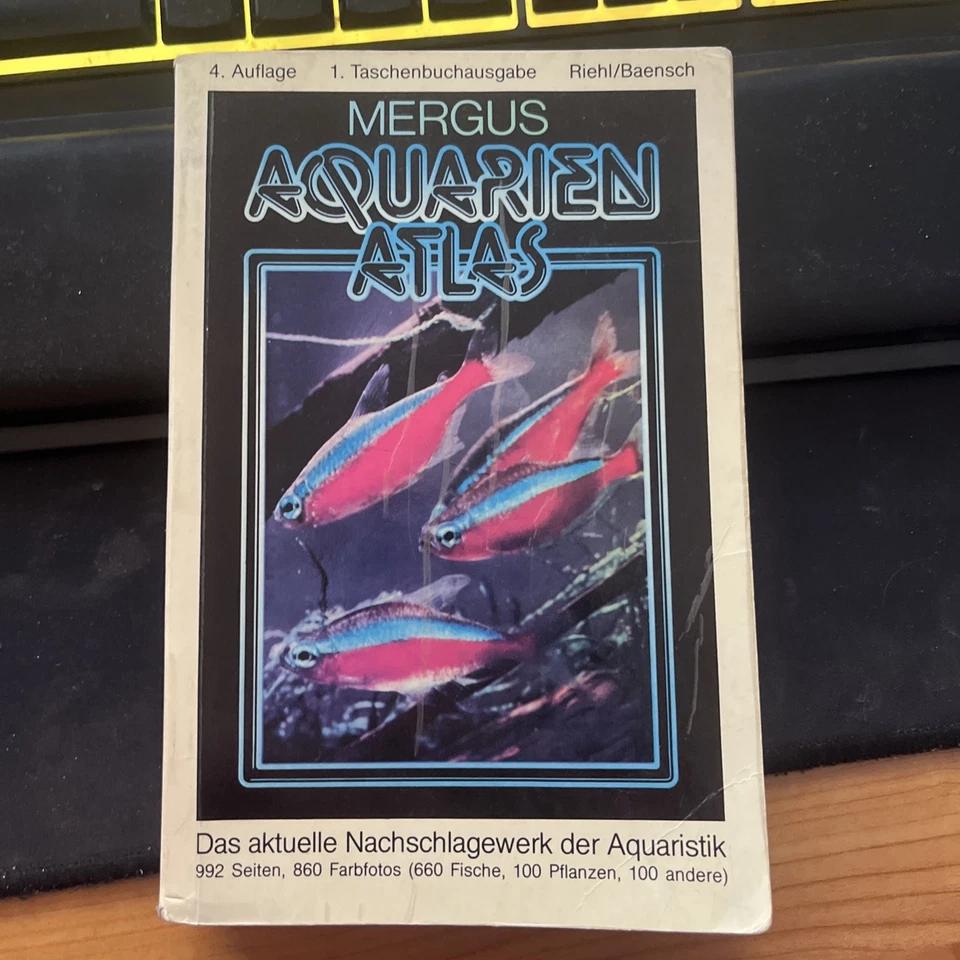 4. Auflage 1. Taschenbuchausgabe Riehl/Baensch
MERGUS
AQUARIEN
ATLAS
Das aktuelle Nachschlagewerk der Aquaristik
992 Seiten, 860 Farbfotos (660 Fische, 100 Pflanzen, 100 andere)